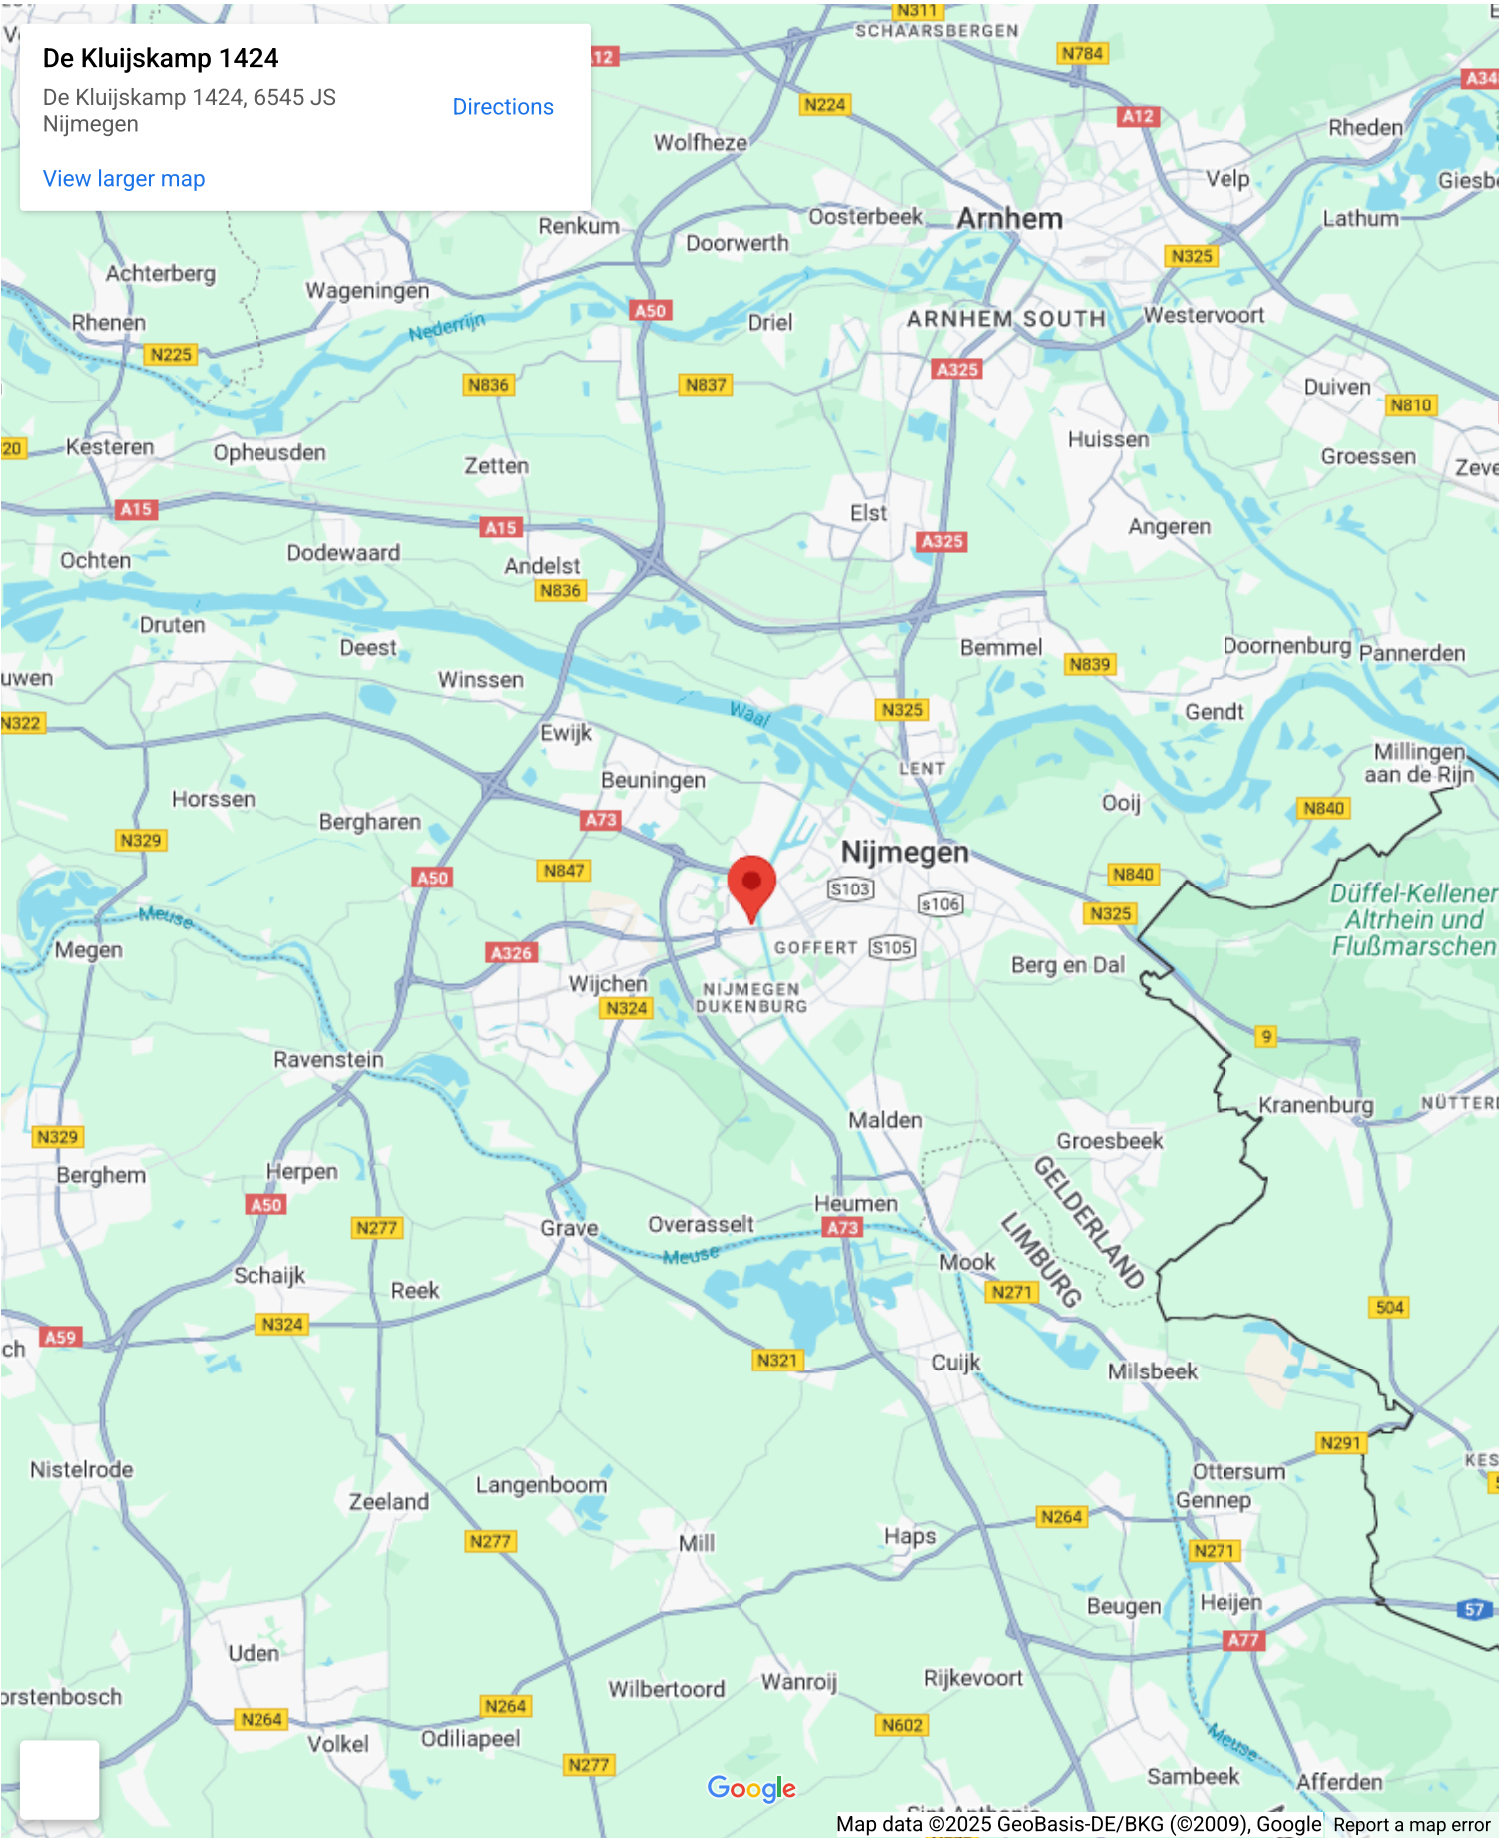 De Kluijskamp 1424
De Kluijskamp 1424, 6545 JS
Nijmegen
Directions
View larger map
N311
SCHAARSBERGEN
A12
N784
N224
A12
Rheden
Wolfheze
Velp
Renkum
Oosterbeek
Arnhem
Lathum
Doorwerth
N325
Achterberg
Wageningen
A50
Nederrijn
Driel
ARNHEM SOUTH
Westervoort
Rhenen
N225
A325
N836
N837
Duiven
N810
20
Kesteren
Opheusden
Zetten
Huissen
Groessen
A15
A15
Elst
Angeren
A325
Ochten
Dodewaard
Andelst
N836
Druten
Deest
Bemmel
N839
Doornenburg
Pannerden
Winssen
N322
Waal
N325
Gendt
Ewijk
LENT
Millingen
aan de Rijn
Beuningen
Horssen
Bergharen
A73
Ooij
N840
N329
A50
N847
Nijmegen
S103
s106
N840
N325
Düffel-Kellener
Altrhein und
Flußmarschen
Meuse
Megen
A326
GOFFERT
S105
Berg en Dal
Wijchen
N324
NIJMEGEN
DUKENBURG
9
Ravenstein
Kranenburg
Malden
N329
Groesbeek
Berghem
Herpen
GELDERLAND
LIMBURG
A50
N277
Grave
Overasselt
Heumen
A73
Meuse
Mook
Schaijk
Reek
N271
504
N324
A59
N321
Cuijk
Milsbeek
N291
Nistelrode
Langenboom
Zeeland
Ottersum
Gennep
N277
Mill
Haps
N264
N271
Beugen
Heijen
57
A77
Uden
Wilbertoord
Wanroij
Rijkevoort
N264
N264
N602
Volkel
Odiliapeel
N277
Meuse
Sambeek
Afferden
Google
Map data ©2025 GeoBasis-DE/BKG (©2009), Google
Report a map error